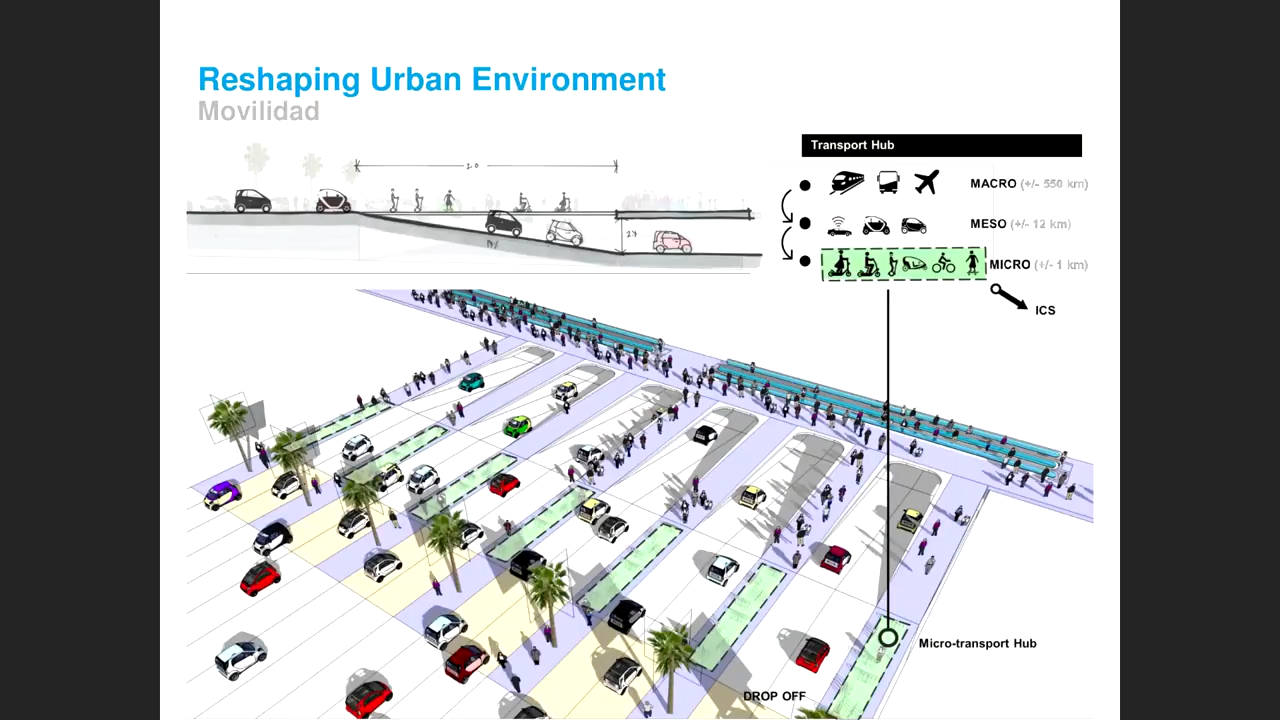 Reshaping Urban Environment
Movilidad
Transport Hub
MACRO (+/- 550 km)
MESO (+/- 12 km)
MICRO (+/- 1 km)
ICS
Micro-transport Hub
DROP OFF